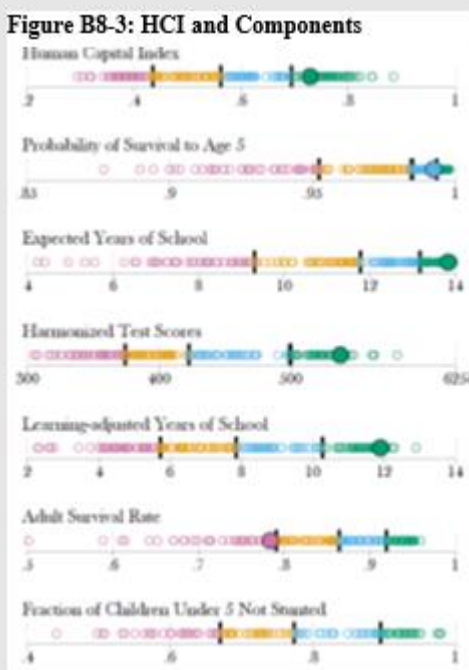 Figure B8-3: HCI and Components
Human Capital Index
.2 .4 .6 .8 1
Probability of Survival to Age 5
.85 .9 .95 1
Expected Years of School
4 6 8 10 12 14
Harmonized Test Scores
300 400 500 625
Learning-adjusted Years of School
2 4 6 8 10 12 14
Adult Survival Rate
.5 .6 .7 .8 .9 1
Fraction of Children Under 5 Not Stunted
.4 .6 .8 1